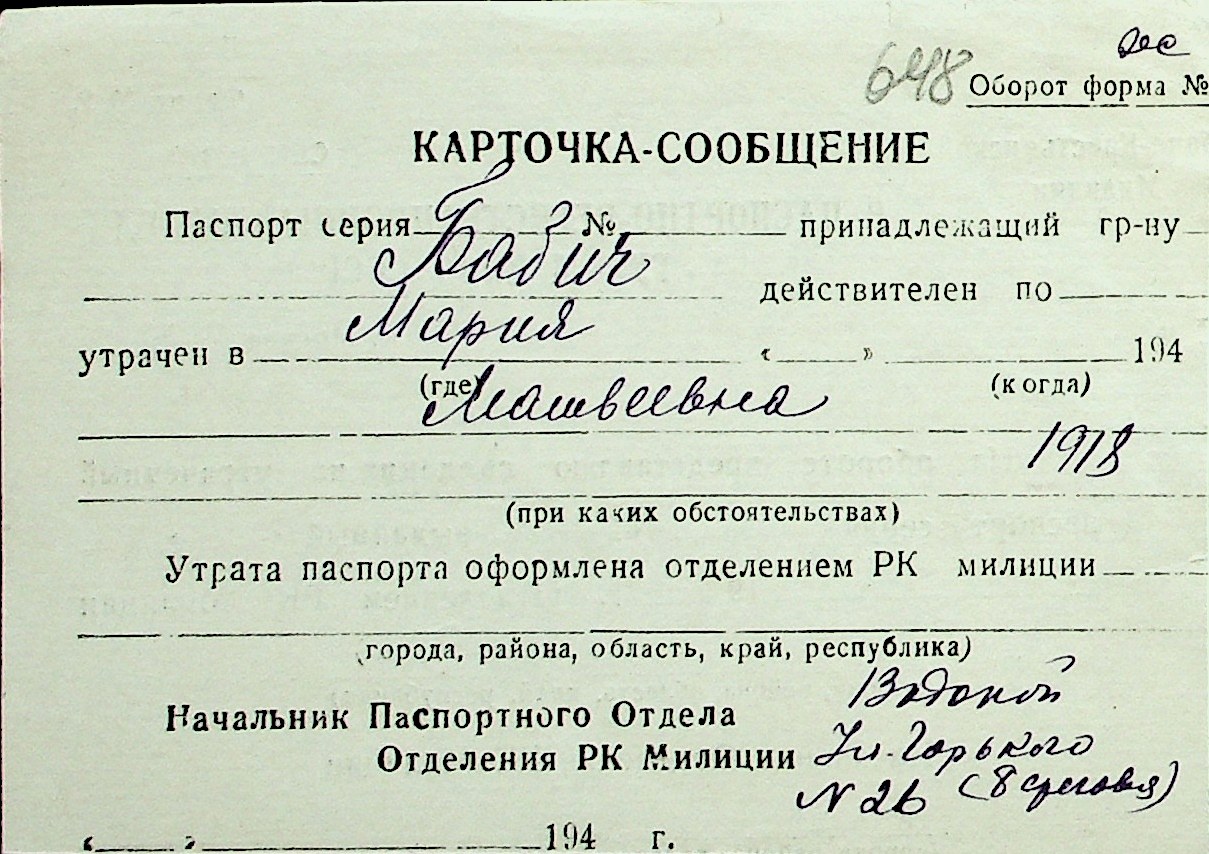 648 Оборот форма №
КАРТОЧКА-СООБЩЕНИЕ
Паспорт серия № принадлежащий гр-ну
Бабич
действителен по
Мария
утрачен в « » 194
(где) (когда)
Матвеевна
1918
(при каких обстоятельствах)
Утрата паспорта оформлена отделением РК милиции
(города, района, область, край, республика)
Начальник Паспортного Отдела
Отделения РК Милиции Ул. Горького
№ 26
« » 194 г.